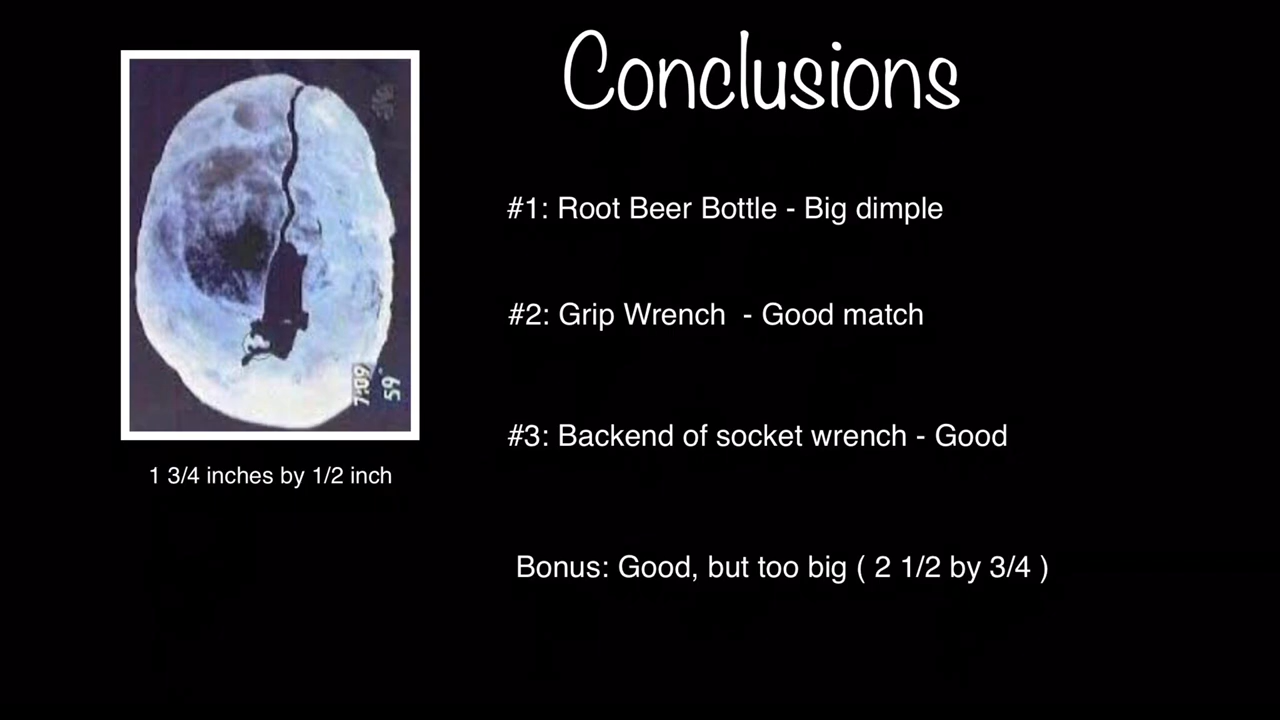 Conclusions
#1: Root Beer Bottle - Big dimple
#2: Grip Wrench - Good match
#3: Backend of socket wrench - Good
Bonus: Good, but too big ( 2 1/2 by 3/4 )
7:09
59°
1 3/4 inches by 1/2 inch